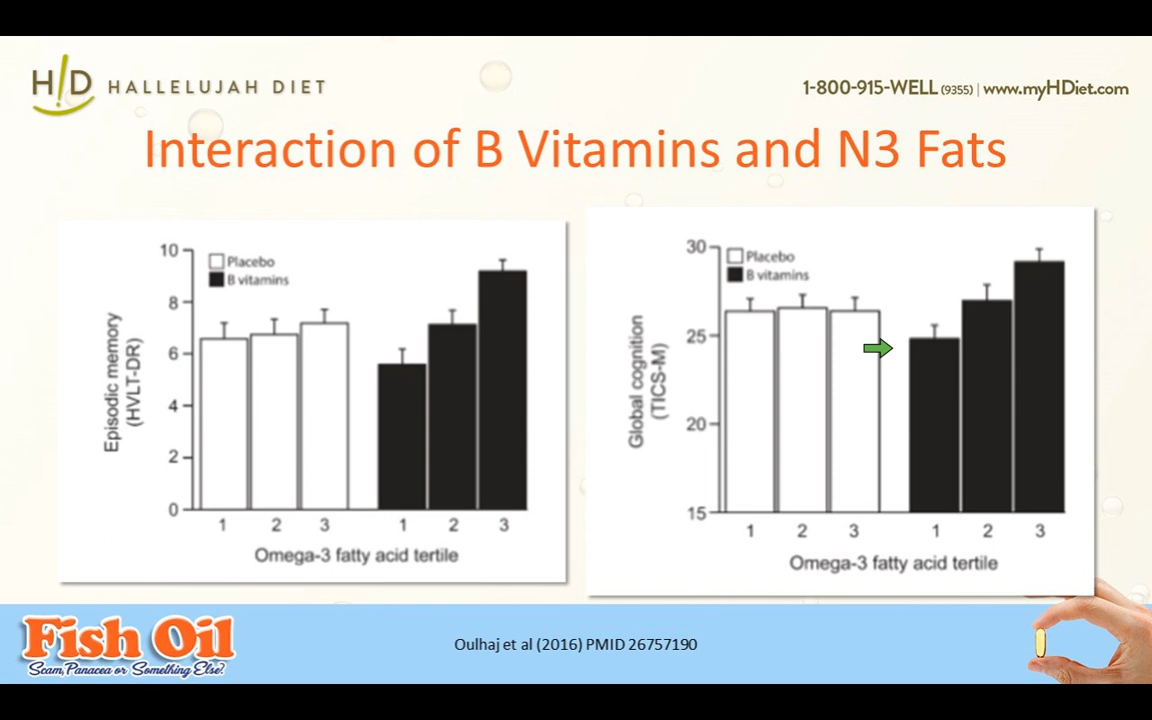 H!D HALLELUJAH DIET
1-800-915-WELL (9355) | www.myHDiet.com
Interaction of B Vitamins and N3 Fats
Placebo
B vitamins
10
8
6
4
2
0
Episodic memory
(HVLT-DR)
1 2 3 1 2 3
Omega-3 fatty acid tertile
Placebo
B vitamins
30
25
20
15
Global cognition
(TICS-M)
1 2 3 1 2 3
Omega-3 fatty acid tertile
Fish Oil
Scam, Panacea or Something Else?
Oulhaj et al (2016) PMID 26757190